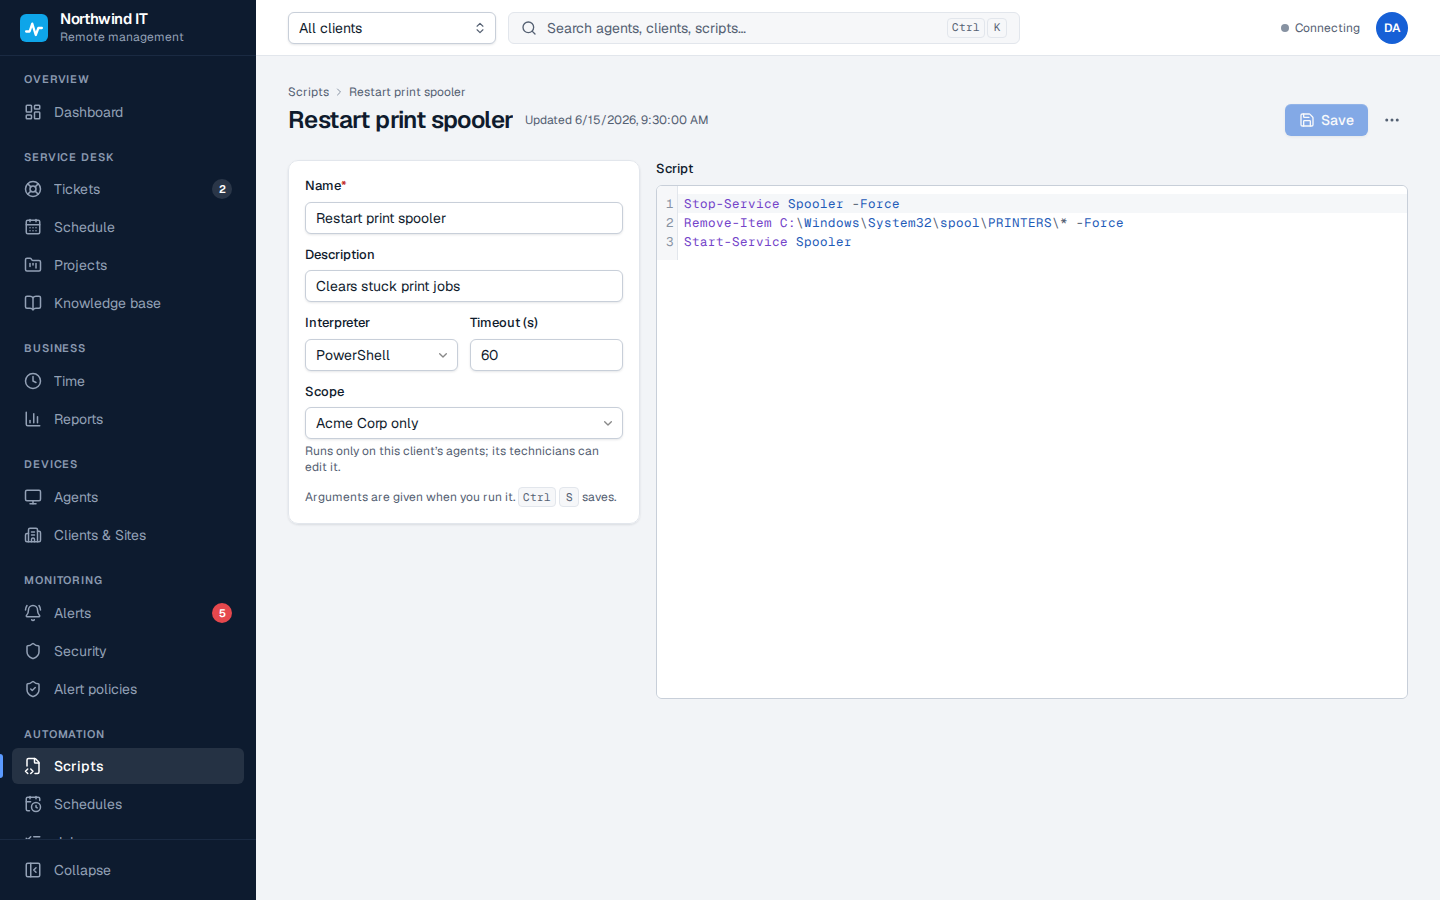 Northwind IT
Remote management
OVERVIEW
Dashboard
SERVICE DESK
Tickets 2
Schedule
Projects
Knowledge base
BUSINESS
Time
Reports
DEVICES
Agents
Clients & Sites
MONITORING
Alerts 5
Security
Alert policies
AUTOMATION
Scripts
Schedules
Collapse
All clients
Search agents, clients, scripts... Ctrl K
Connecting
DA
Scripts > Restart print spooler
Restart print spooler Updated 6/15/2026, 9:30:00 AM
Save
Name*
Restart print spooler
Description
Clears stuck print jobs
Interpreter Timeout (s)
PowerShell 60
Scope
Acme Corp only
Runs only on this client's agents; its technicians can
edit it.
Arguments are given when you run it. Ctrl S saves.
Script
1 Stop-Service Spooler -Force
2 Remove-Item C:\Windows\System32\spool\PRINTERS\* -Force
3 Start-Service Spooler